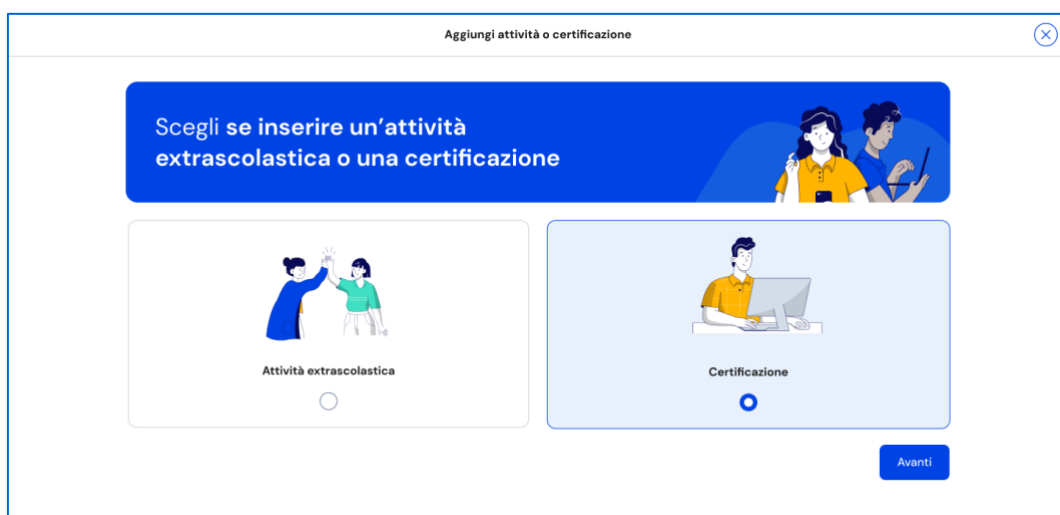 Aggiungi attività o certificazione
Scegli se inserire un’attività
extrascolastica o una certificazione
Attività extrascolastica
Certificazione
Avanti